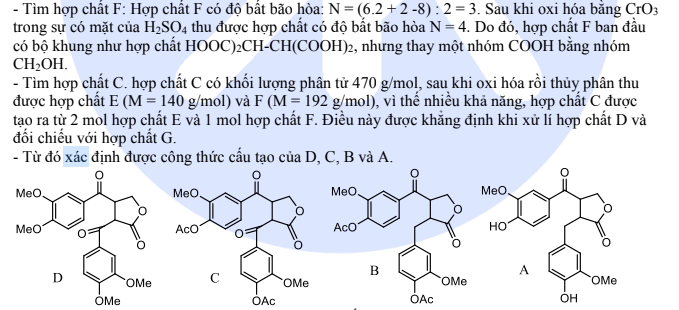 - Tìm hợp chất F: Hợp chất F có độ bất bão hòa: N = (6.2 + 2 -8) : 2 = 3. Sau khi oxi hóa bằng CrO₃
trong sự có mặt của H₂SO₄ thu được hợp chất có độ bất bão hòa N = 4. Do đó, hợp chất F ban đầu
có bộ khung như hợp chất HOOC)₂CH-CH(COOH)₂, nhưng thay một nhóm COOH bằng nhóm
CH₂OH.
- Tìm hợp chất C. hợp chất C có khối lượng phân tử 470 g/mol, sau khi oxi hóa rồi thủy phân thu
được hợp chất E (M = 140 g/mol) và F (M = 192 g/mol), vì thế nhiều khả năng, hợp chất C được
tạo ra từ 2 mol hợp chất E và 1 mol hợp chất F. Điều này được khẳng định khi xử lí hợp chất D và
đối chiếu với hợp chất G.
- Từ đó xác định được công thức cấu tạo của D, C, B và A.
O O O O
MeO MeO MeO MeO
O O O O
MeO AcO AcO HO
O O O O O O
D OMe C OMe B OMe A OMe
OMe OAc OAc OH